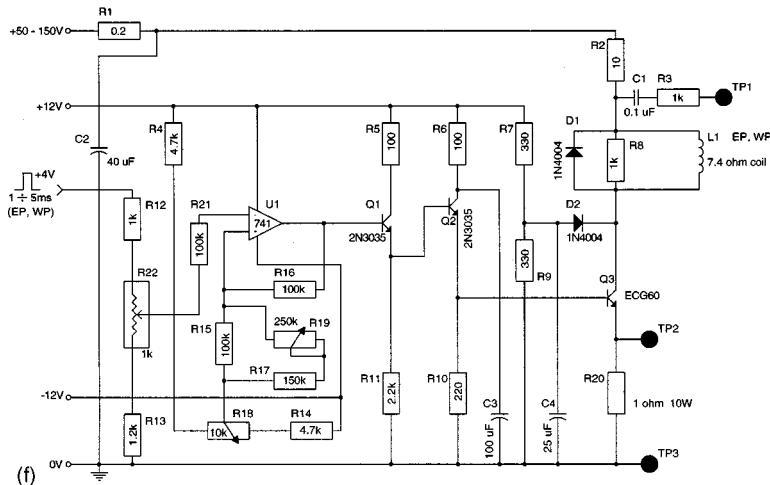 +50 - 150V
R1
0.2
R2
10
C1
0.1 uF
R3
1k
TP1
+12V
C2
40 uF
R4
4.7k
R5
100
R6
100
R7
330
D1
1N4004
R8
1k
L1 EP, WP
7.4 ohm coil
+4V
1 ÷ 5ms
(EP, WP)
R12
1k
R21
100k
U1
741
Q1
2N3035
Q2
2N3035
D2
1N4004
R9
330
R22
1k
R16
100k
R15
100k
250k
R19
R17
150k
Q3
ECG60
TP2
R11
2.2k
R10
220
R20
1 ohm 10W
-12V
R13
1.2k
R18
10k
R14
4.7k
C3
100 uF
C4
25 uF
0V
TP3
(f)